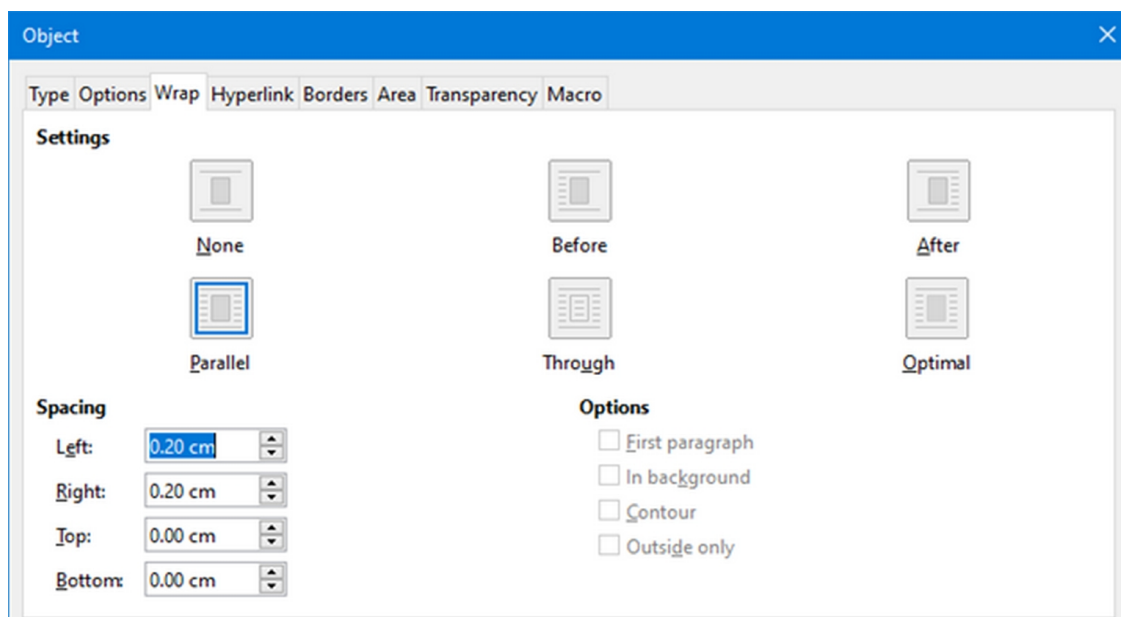 Object
Type Options Wrap Hyperlink Borders Area Transparency Macro
Settings
None Before After
Parallel Through Optimal
Spacing Options
Left: 0.20 cm First paragraph
Right: 0.20 cm In background
Top: 0.00 cm Contour
Bottom: 0.00 cm Outside only